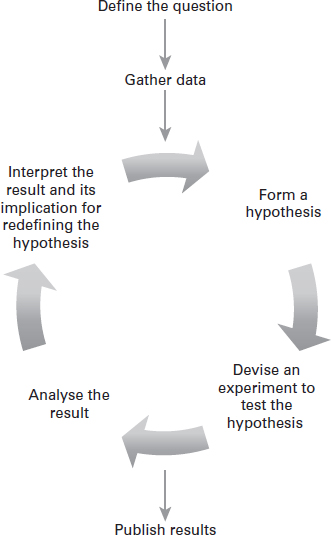 Define the question
Gather data
Form a
hypothesis
Devise an
experiment to
test the
hypothesis
Analyse the
result
Interpret the
result and its
implication for
redefining the
hypothesis
Publish results